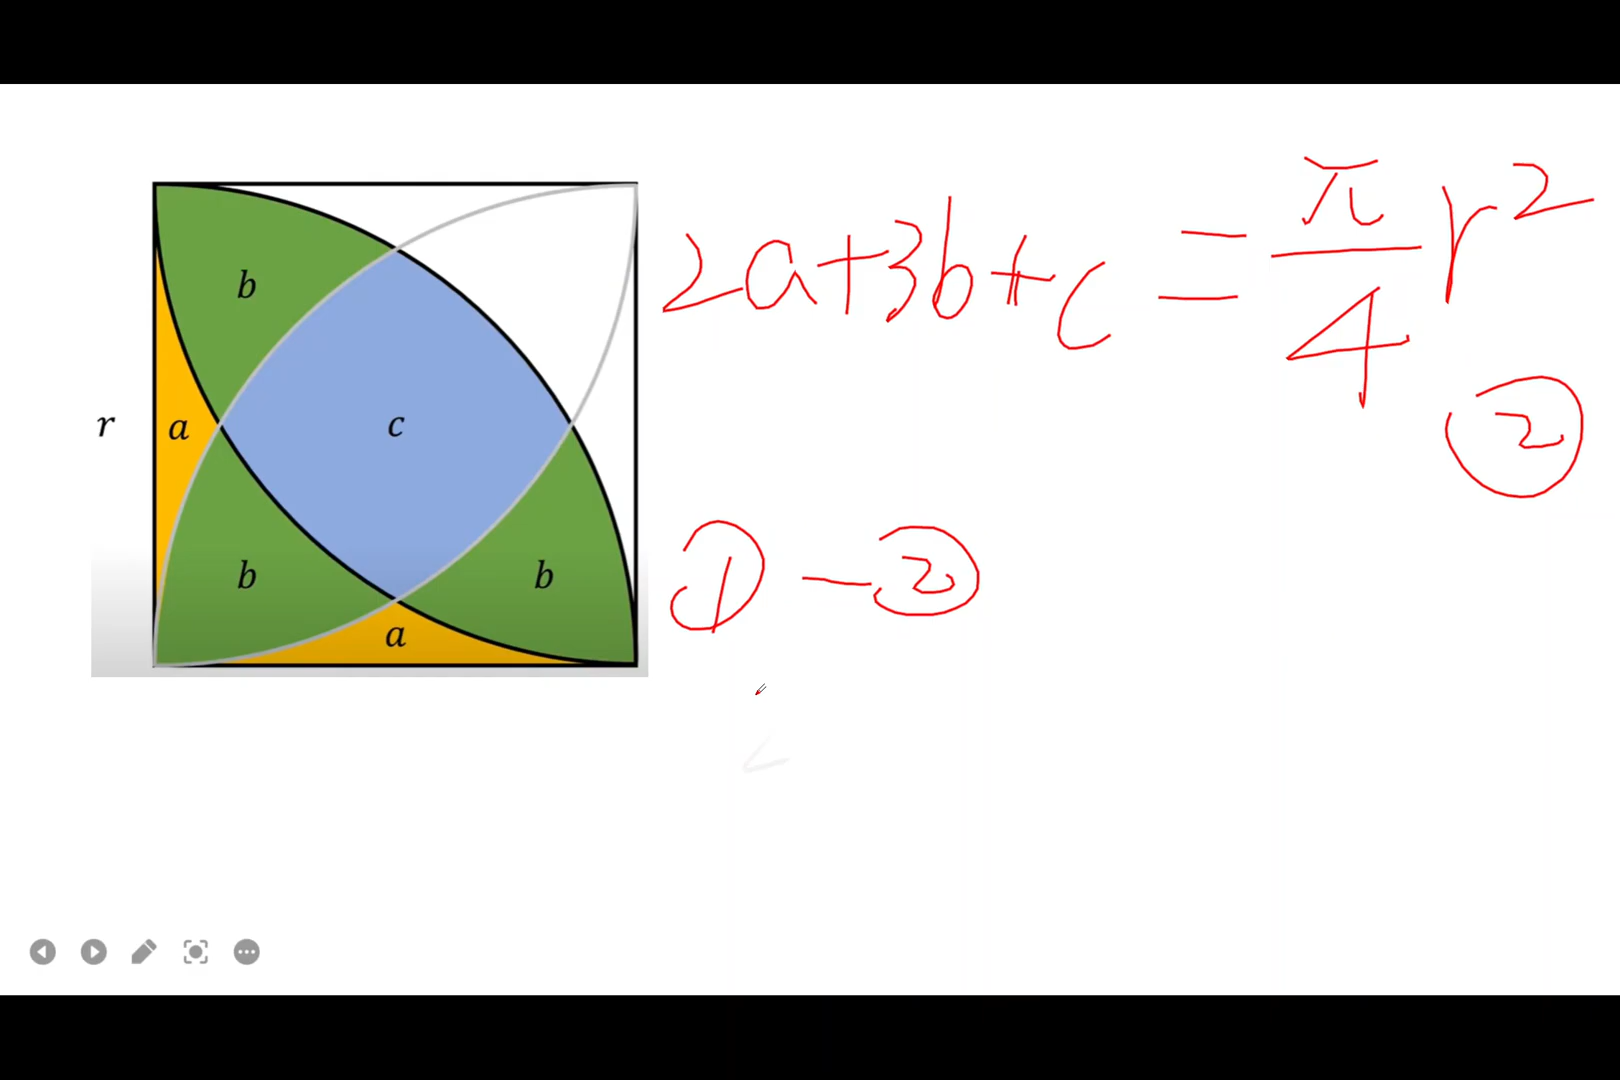 b
r
a
c
b
b
a
2a+3b+c = π/4 r²
②
① − ②